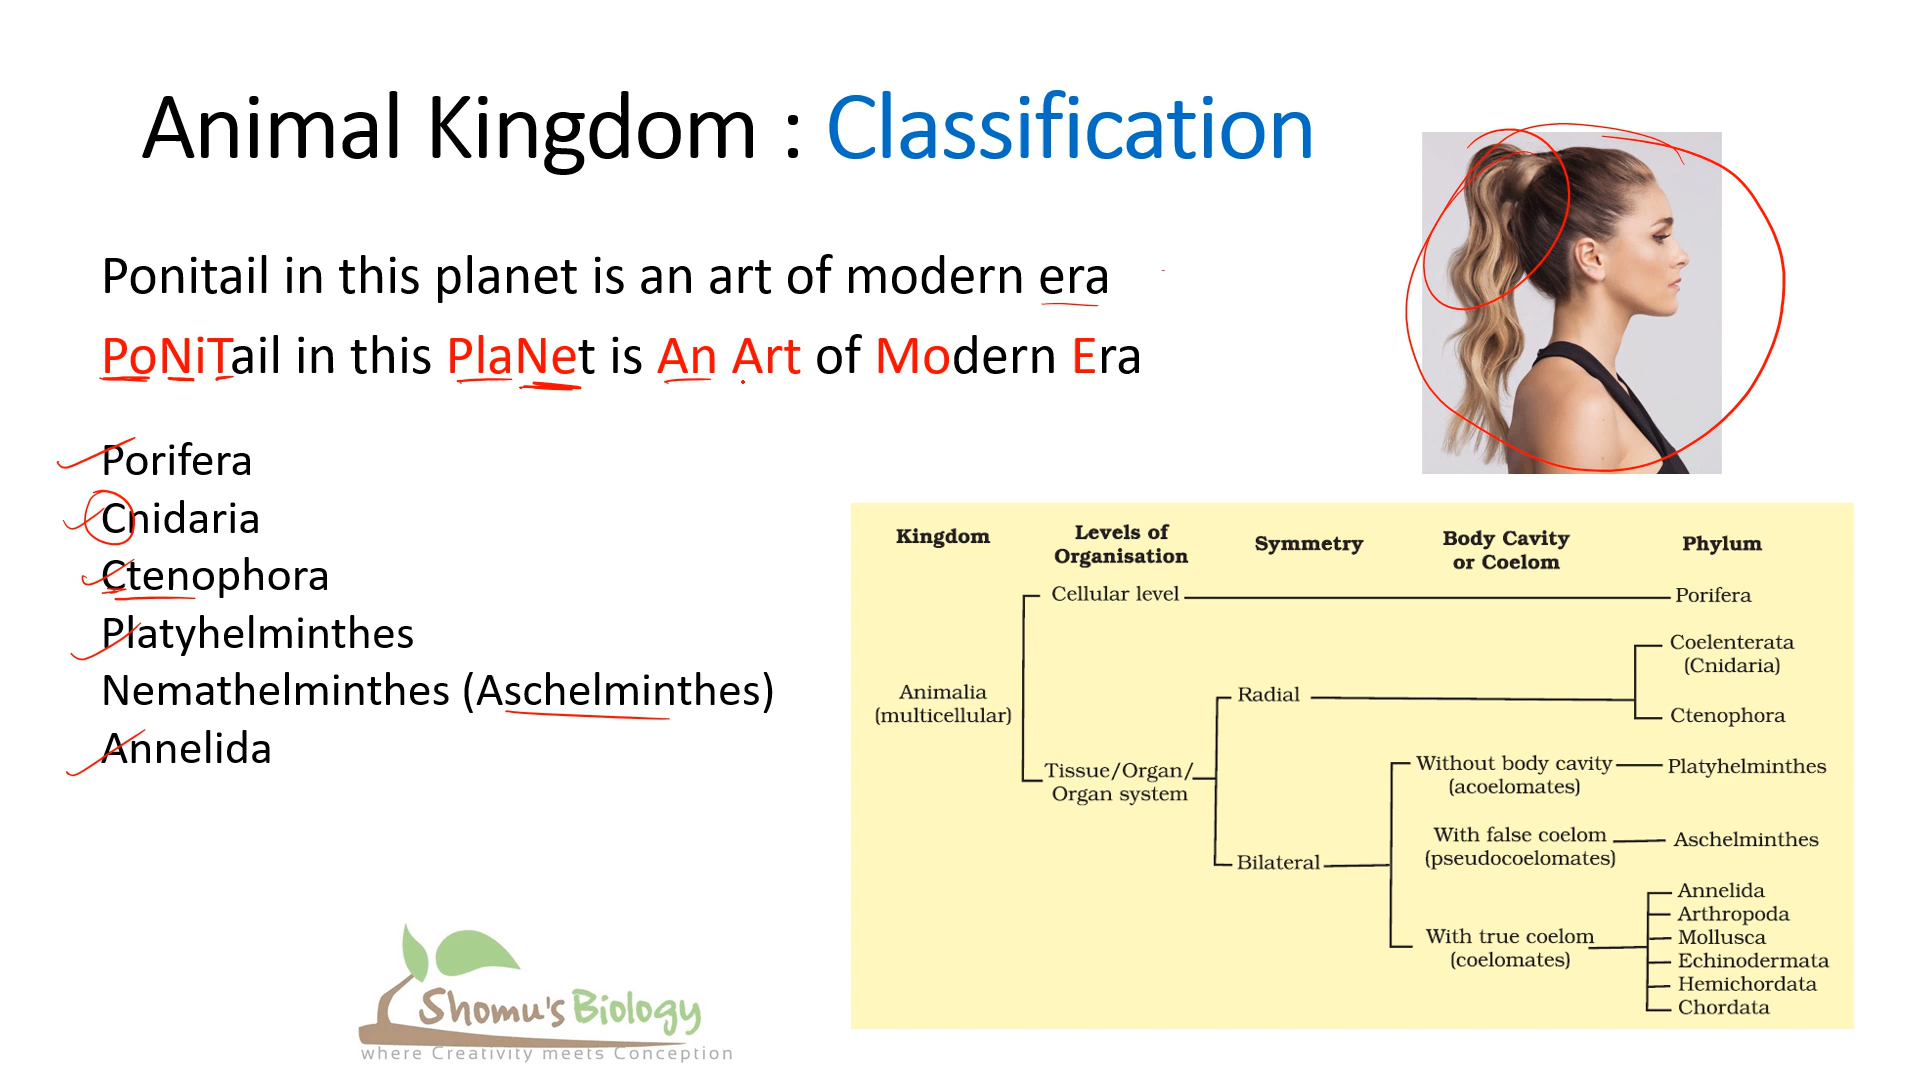 Animal Kingdom : Classification
Ponitail in this planet is an art of modern era
PoNiTail in this PlaNet is An Art of Modern Era
Porifera
Cnidaria
Ctenophora
Platyhelminthes
Nemathelminthes (Aschelminthes)
Annelida
Kingdom
Levels of
Organisation
Symmetry
Body Cavity
or Coelom
Phylum
Cellular level
Porifera
Animalia
(multicellular)
Radial
Coelenterata
(Cnidaria)
Ctenophora
Tissue/Organ/
Organ system
Without body cavity
(acoelomates)
Platyhelminthes
With false coelom
(pseudocoelomates)
Aschelminthes
Bilateral
With true coelom
(coelomates)
Annelida
Arthropoda
Mollusca
Echinodermata
Hemichordata
Chordata
Shomu's Biology
where Creativity meets Conception